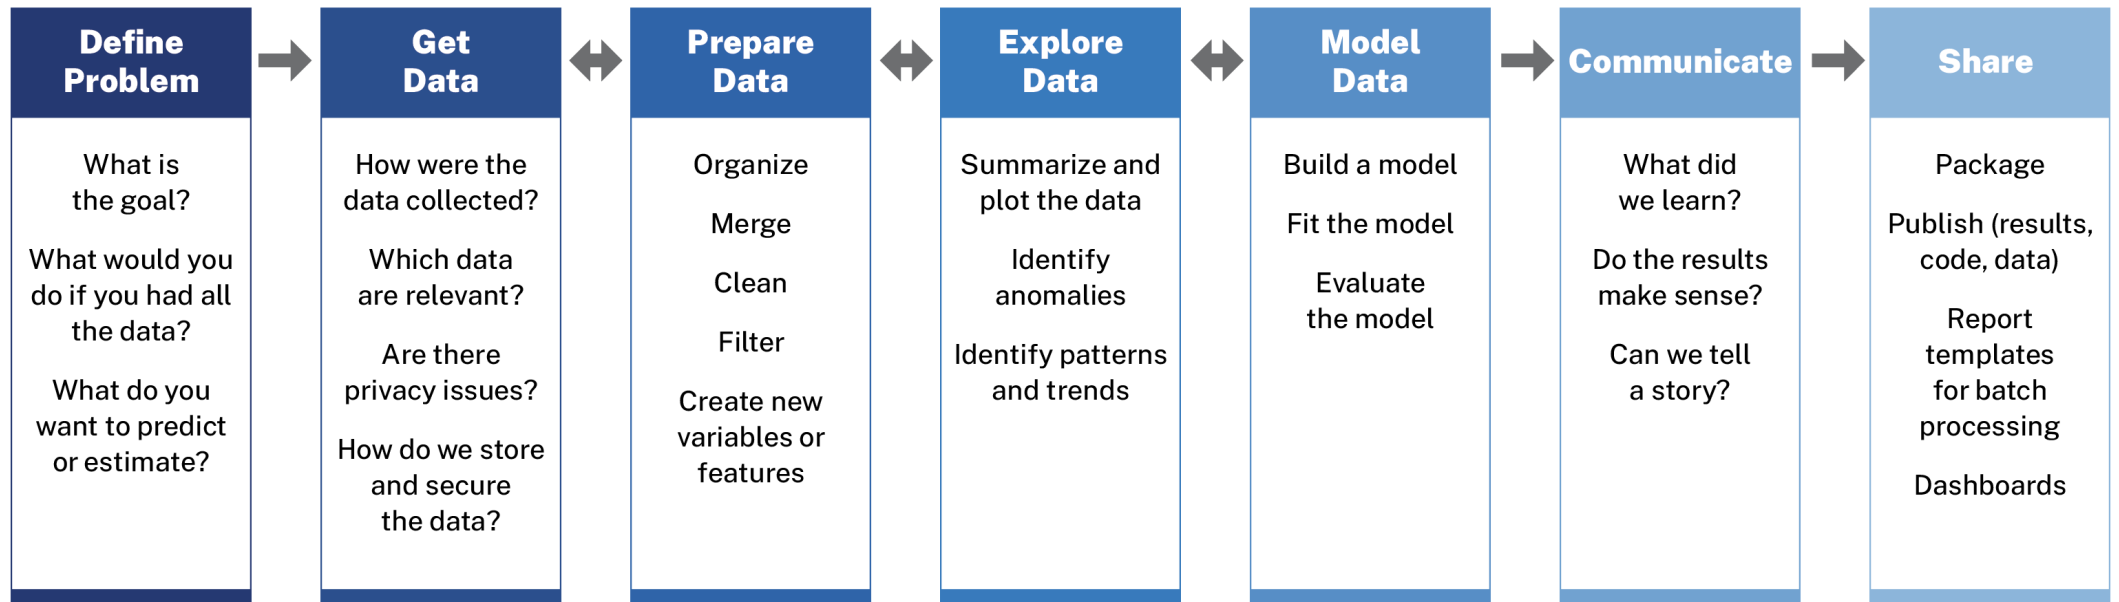 Define
Problem
What is
the goal?
What would you
do if you had all
the data?
What do you
want to predict
or estimate?
Get
Data
How were the
data collected?
Which data
are relevant?
Are there
privacy issues?
How do we store
and secure
the data?
Prepare
Data
Organize
Merge
Clean
Filter
Create new
variables or
features
Explore
Data
Summarize and
plot the data
Identify
anomalies
Identify patterns
and trends
Model
Data
Build a model
Fit the model
Evaluate
the model
Communicate
What did
we learn?
Do the results
make sense?
Can we tell
a story?
Share
Package
Publish (results,
code, data)
Report
templates
for batch
processing
Dashboards